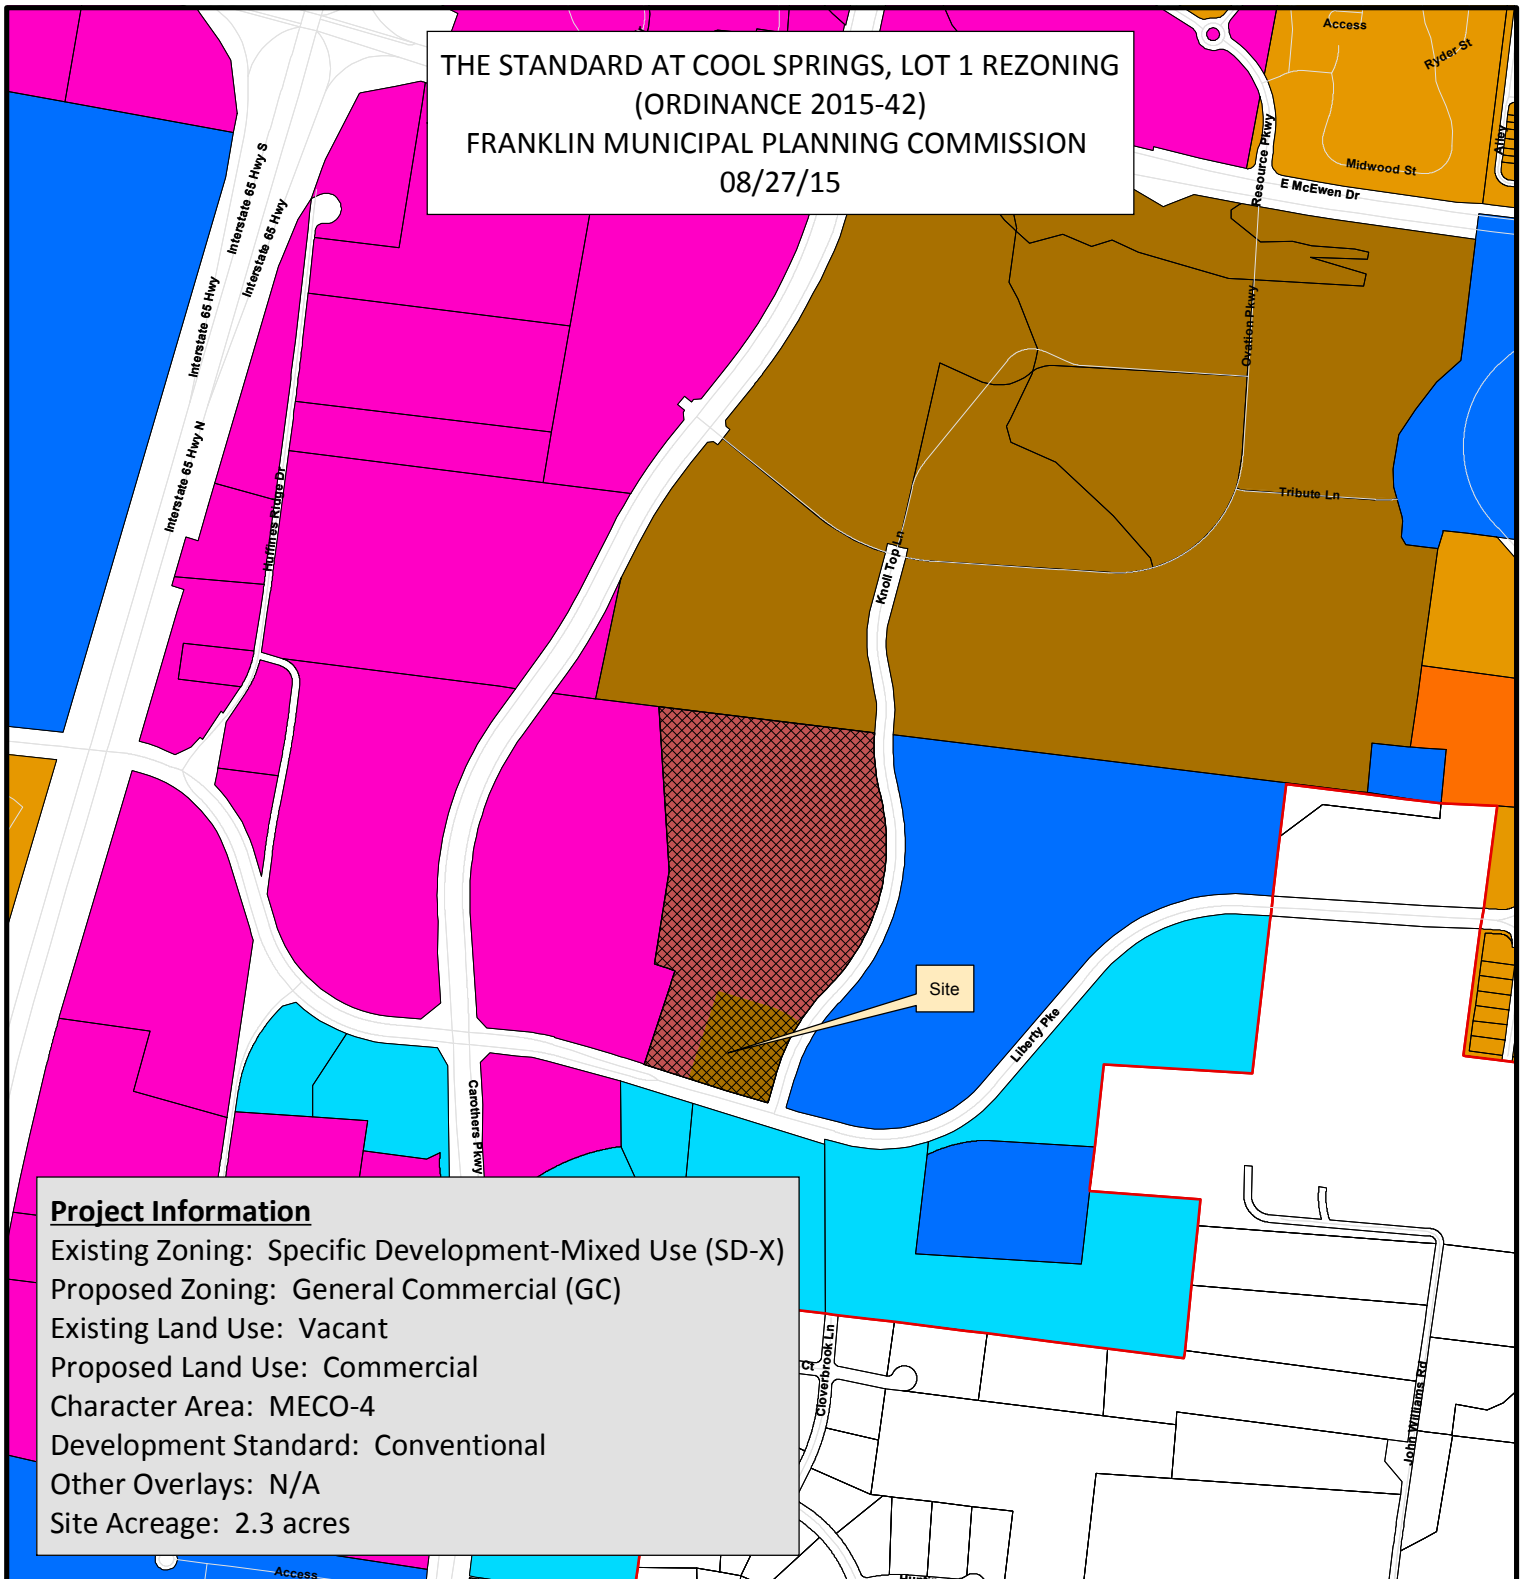 THE STANDARD AT COOL SPRINGS, LOT 1 REZONING
(ORDINANCE 2015-42)
FRANKLIN MUNICIPAL PLANNING COMMISSION
08/27/15
Access
Ryder St
Alley
Midwood St
Resource Pkwy
E McEwen Dr
Interstate 65 Hwy S
Interstate 65 Hwy
Interstate 65 Hwy
Interstate 65 Hwy N
Huffines Ridge Dr
Ovation Pkwy
Tribute Ln
Knoll Top Ln
Site
Liberty Pke
Carothers Pkwy
Project Information
Existing Zoning: Specific Development-Mixed Use (SD-X)
Proposed Zoning: General Commercial (GC)
Existing Land Use: Vacant
Proposed Land Use: Commercial
Character Area: MECO-4
Development Standard: Conventional
Other Overlays: N/A
Site Acreage: 2.3 acres
Ct
Cloverbrook Ln
John Williams Rd
Access